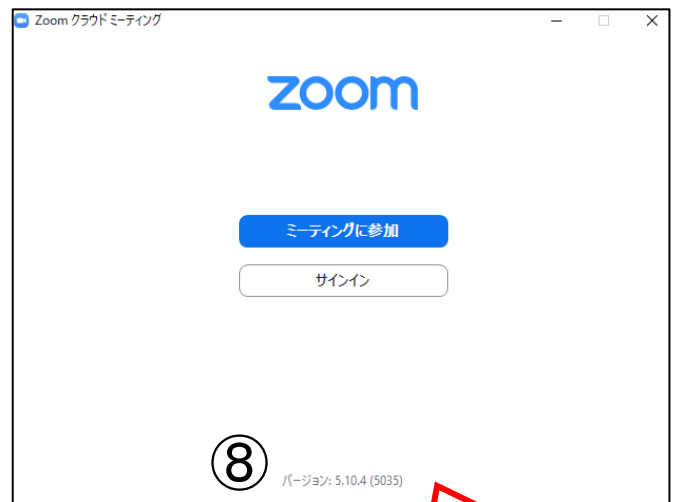 Zoom クラウド ミーティング
zoom
ミーティングに参加
サインイン
⑧
バージョン: 5.10.4 (5035)